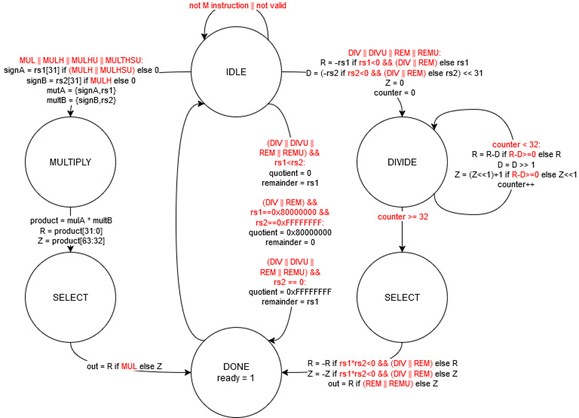 not M instruction || not valid
MUL || MULH || MULHU || MULTHSU:
signA = rs1[31] if (MULH || MULHSU) else 0
signB = rs2[31] if MULH else 0
mutA = {signA,rs1}
multB = {signB,rs2}
IDLE
DIV || DIVU || REM || REMU:
R = -rs1 if rs1<0 && (DIV || REM) else rs1
D = (-rs2 if rs2<0 && (DIV || REM) else rs2) << 31
Z = 0
counter = 0
MULTIPLY
(DIV || DIVU ||
REM || REMU) &&
rs1<rs2:
quotient = 0
remainder = rs1
(DIV || REM) &&
rs1==0x80000000 &&
rs2==0xFFFFFFFF:
quotient = 0x80000000
remainder = 0
(DIV || DIVU ||
REM || REMU) &&
rs2 == 0:
quotient = 0xFFFFFFFF
remainder = rs1
DIVIDE
counter < 32:
R = R-D if R-D>=0 else R
D = D >> 1
Z = (Z<<1)+1 if R-D>=0 else Z<<1
counter++
product = mulA * multB
R = product[31:0]
Z = product[63:32]
counter >= 32
SELECT
SELECT
out = R if MUL else Z
DONE
ready = 1
R = -R if rs1*rs2<0 && (DIV || REM) else R
Z = -Z if rs1*rs2<0 && (DIV || REM) else Z
out = R if (REM || REMU) else Z